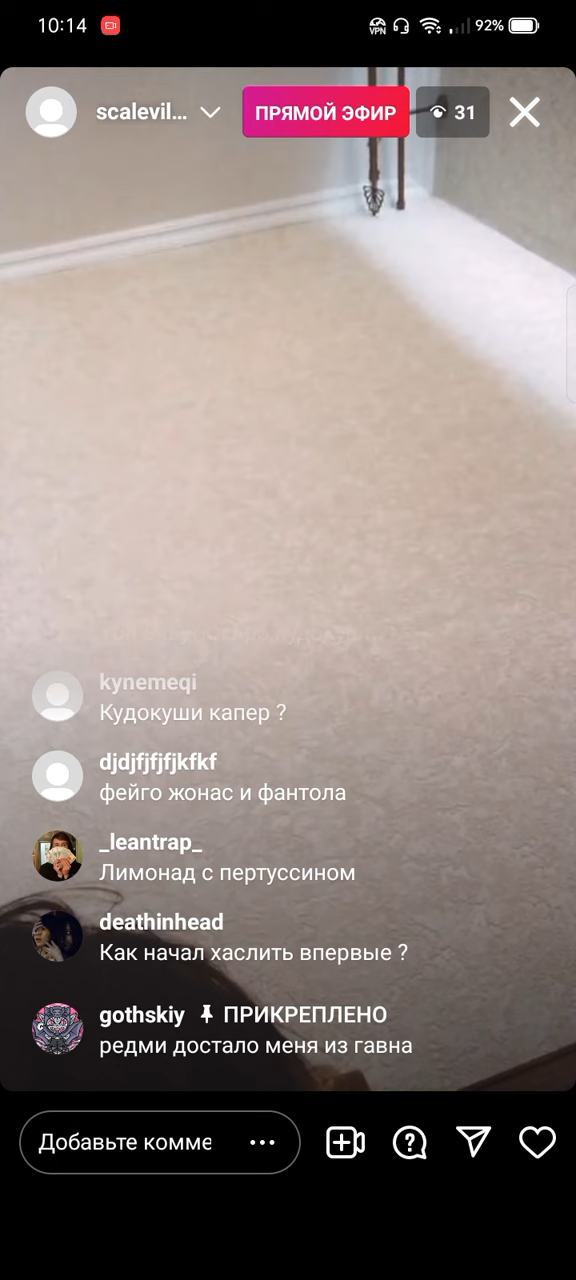 10:14
VPN
92%
scalevil...
ПРЯМОЙ ЭФИР
31
kynemeqi
Кудокуши капер ?
djdjfjfjfjkfkf
фейго жонас и фантола
_leantrap_
Лимонад с пертуссином
deathinhead
Как начал хаслить впервые ?
gothskiy ПРИКРЕПЛЕНО
редми достало меня из гавна
Добавьте комме